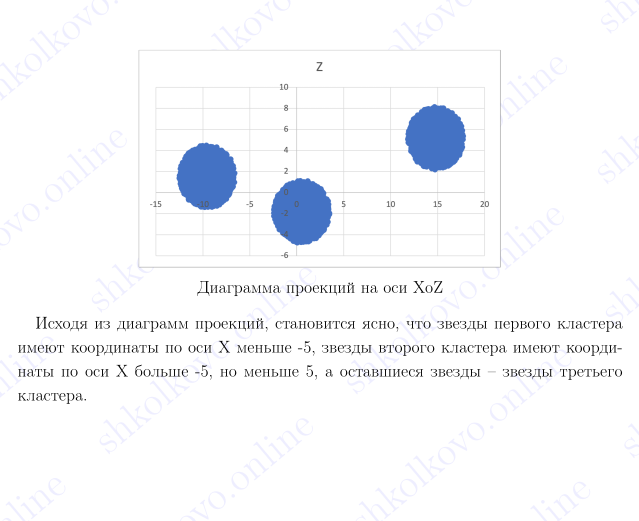 shkolkovo.online
Z
10
8
6
4
2
0
-15 -10 -5 0 5 10 15 20
-2
-4
-6
Диаграмма проекций на оси XoZ
Исходя из диаграмм проекций, становится ясно, что звезды первого кластера
имеют координаты по оси X меньше -5, звезды второго кластера имеют коорди-
наты по оси X больше -5, но меньше 5, а оставшиеся звезды – звезды третьего
кластера.